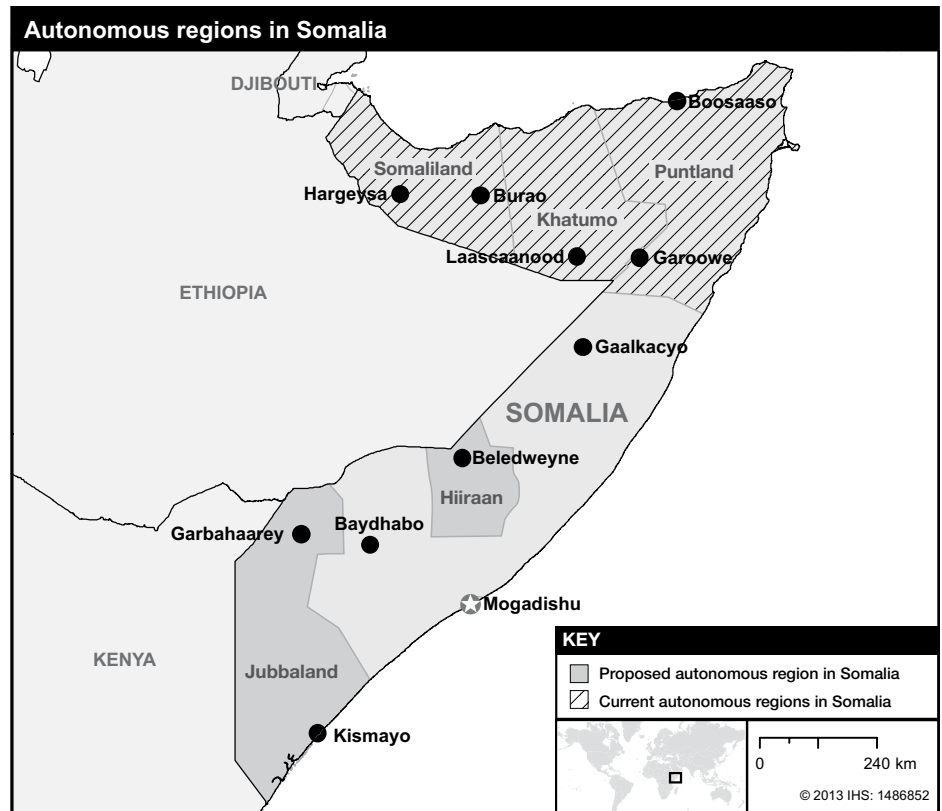 Autonomous regions in Somalia
DJIBOUTI
Boosaaso
Somaliland
Puntland
Hargeysa
Burao
Khatumo
Laascaanood
Garoowe
ETHIOPIA
Gaalkacyo
SOMALIA
Beledweyne
Hiiraan
Garbahaarey
Baydhabo
Mogadishu
KENYA
Jubbaland
Kismayo
KEY
Proposed autonomous region in Somalia
Current autonomous regions in Somalia
0 240 km
© 2013 IHS: 1486852